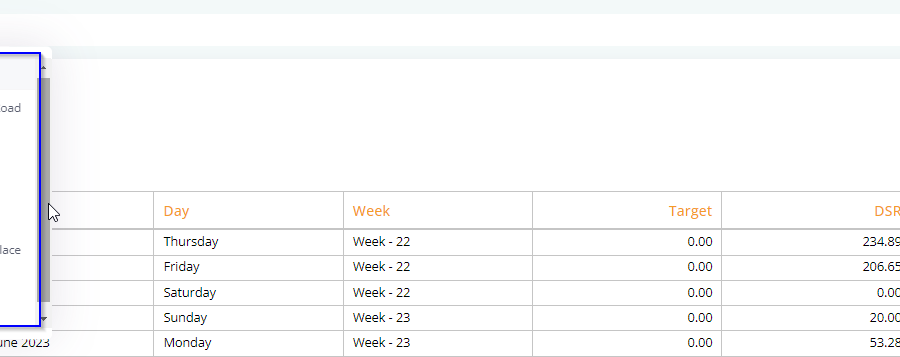 oad
Day Week Target DSR
Thursday Week - 22 0.00 234.89
lace
Friday Week - 22 0.00 206.65
Saturday Week - 22 0.00 0.00
Sunday Week - 23 0.00 20.00
une 2023 Monday Week - 23 0.00 53.28